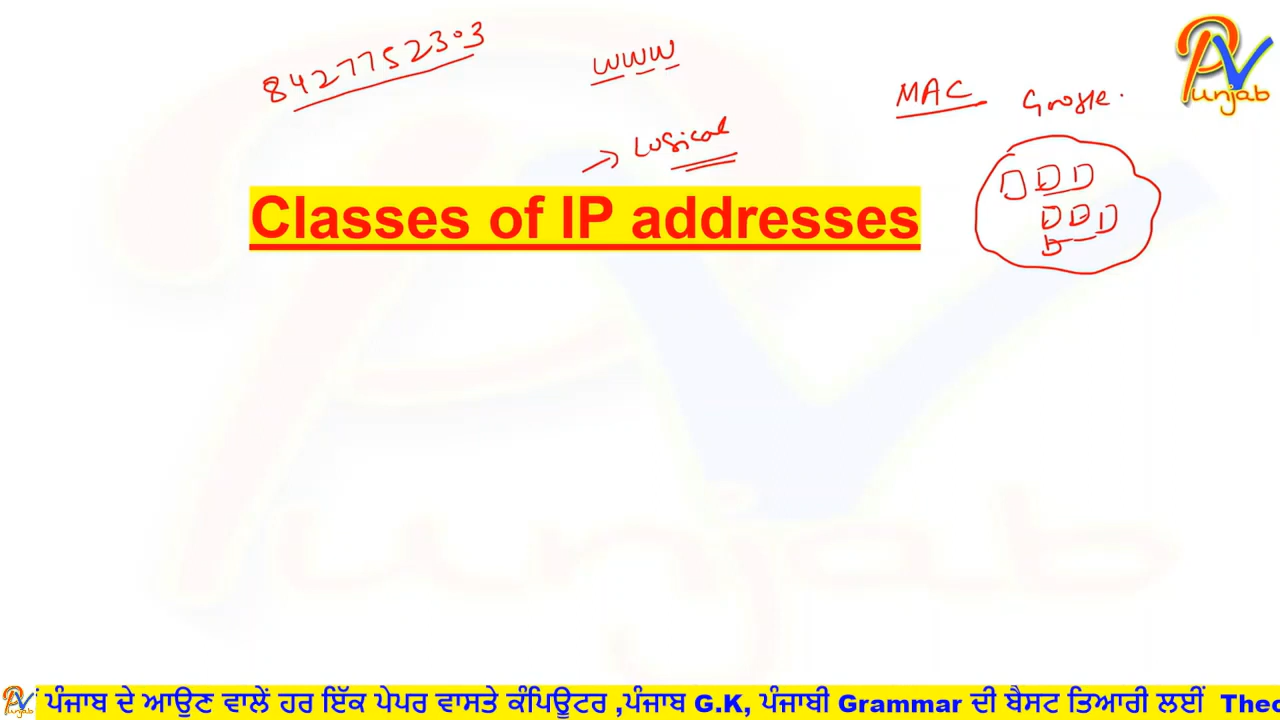 8427752303
www
MAC Google.
→ Logical
Classes of IP addresses
Punjab
ਪੰਜਾਬ ਦੇ ਆਉਣ ਵਾਲੇਂ ਹਰ ਇੱਕ ਪੇਪਰ ਵਾਸਤੇ ਕੰਪਿਊਟਰ ,ਪੰਜਾਬ G.K, ਪੰਜਾਬੀ Grammar ਦੀ ਬੈਸਟ ਤਿਆਰੀ ਲਈਂ